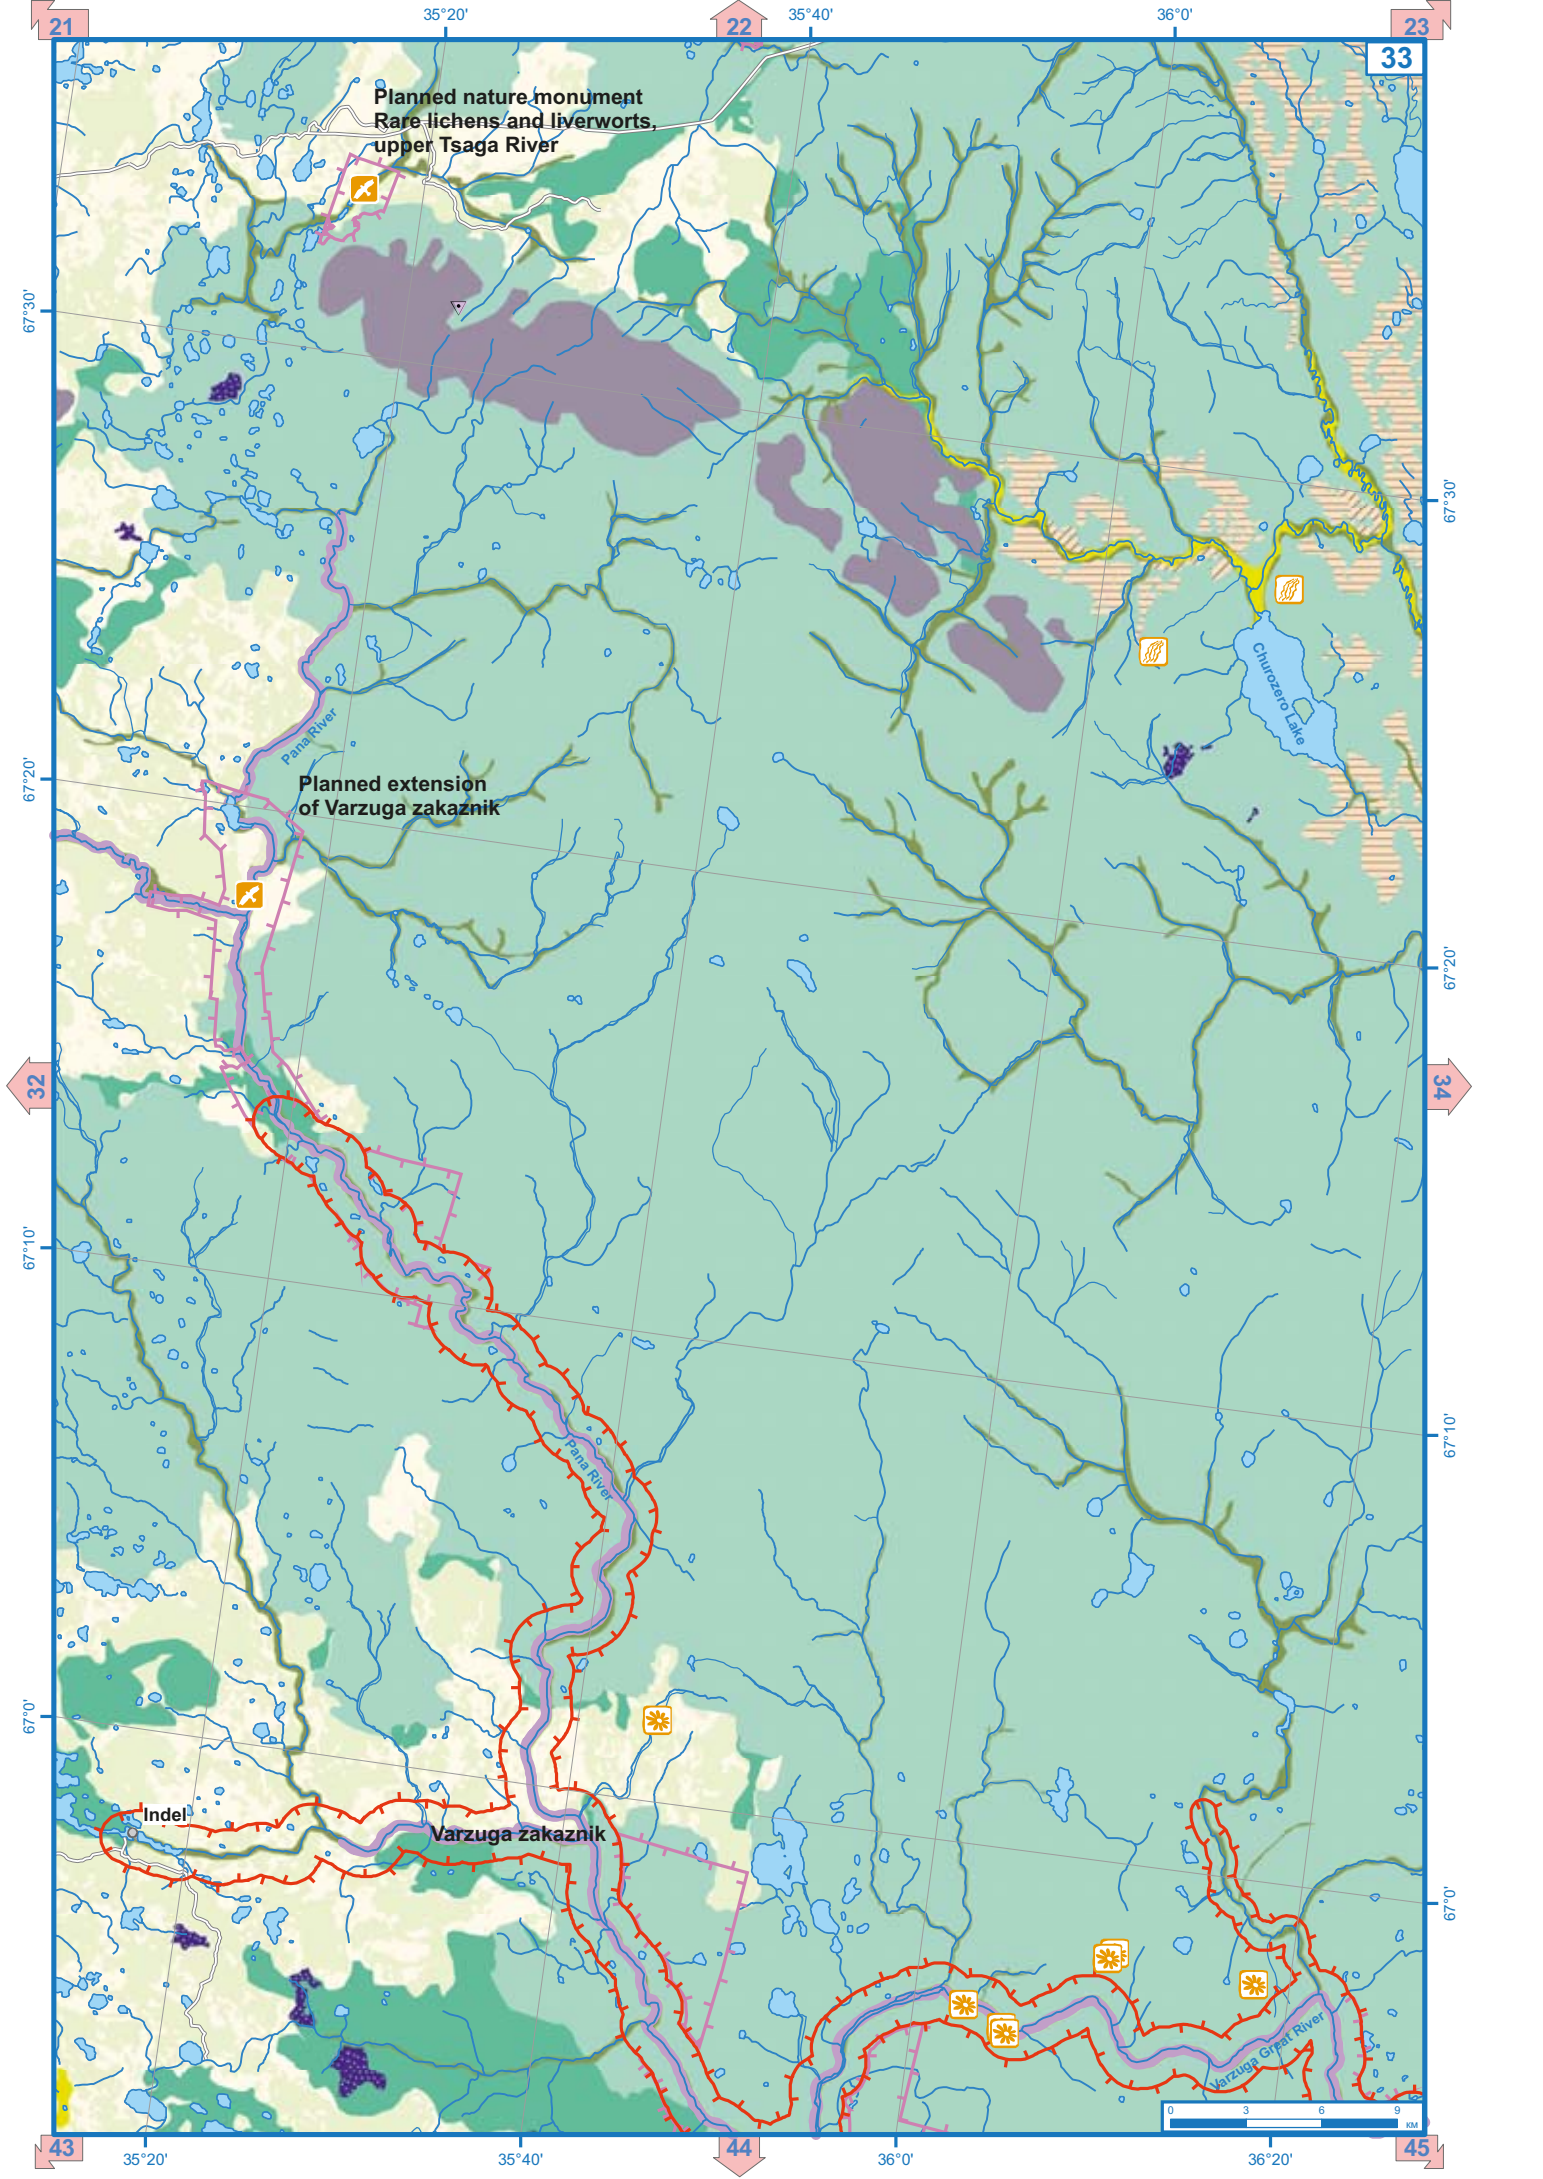 21
35°20'
22
35°40'
36°0'
23
33
Planned nature monument
Rare lichens and liverworts,
upper Tsaga River
67°30'
67°30'
Churozero Lake
Pana River
67°20'
Planned extension
of Varzuga zakaznik
67°20'
32
34
67°10'
67°10'
Pana River
67°0'
Indel
Varzuga zakaznik
67°0'
Varzuga Great River
0 3 6 9
км
43
35°20'
35°40'
44
36°0'
36°20'
45